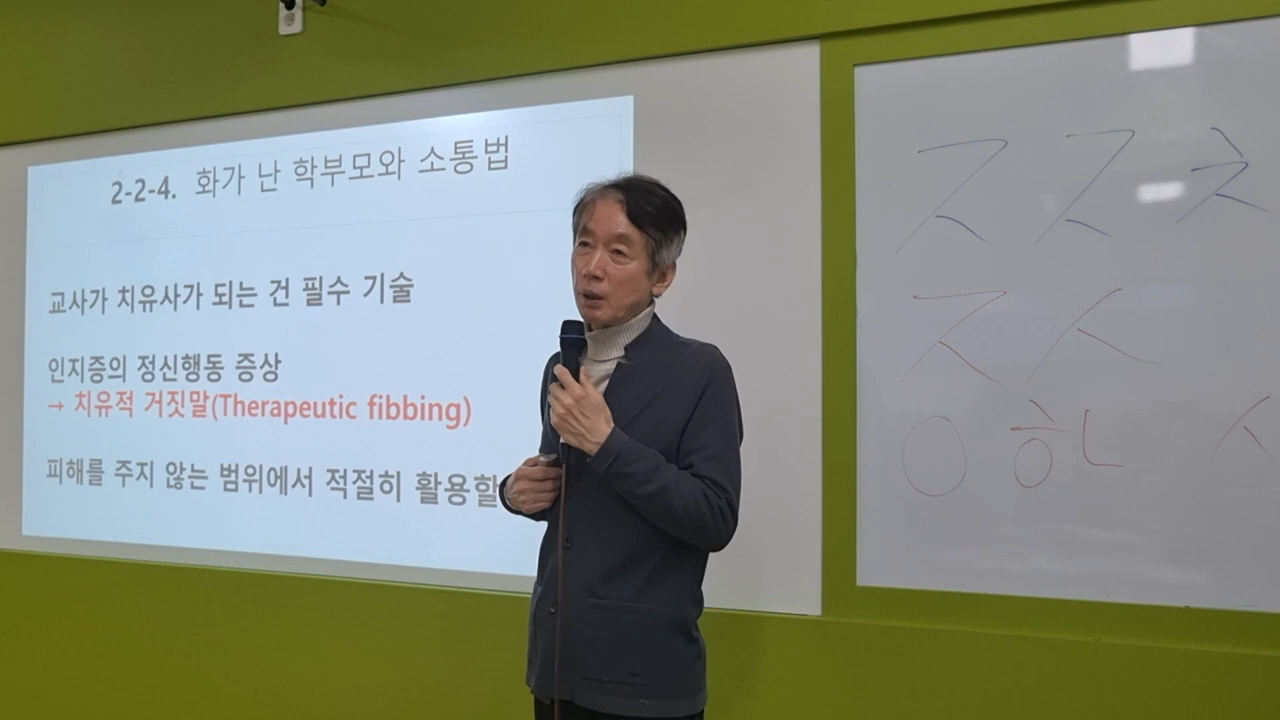 2-2-4. 화가 난 학부모와 소통법
교사가 치유사가 되는 건 필수 기술
인지증의 정신행동 증상
→ 치유적 거짓말(Therapeutic fibbing)
피해를 주지 않는 범위에서 적절히 활용할
ㅈ ㅈ ㅊ
ㅈ ㅅ
ㅇ ㅎ ㄴ ㅅ